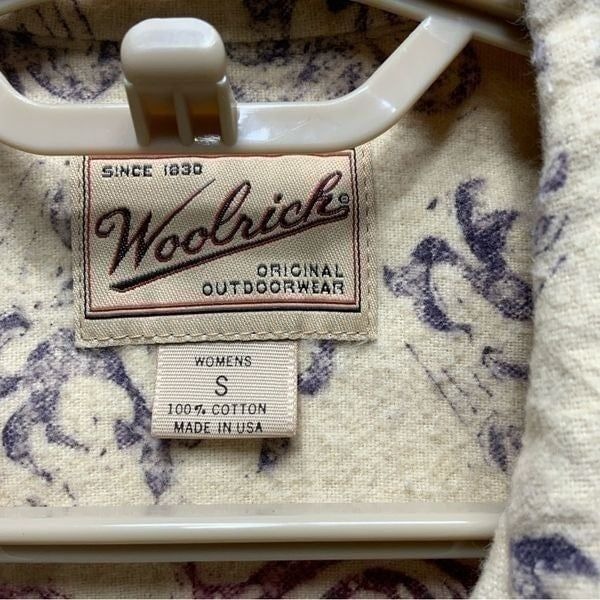 SINCE 1830
Woolrich®
ORIGINAL
OUTDOORWEAR
WOMENS
S
100% COTTON
MADE IN USA